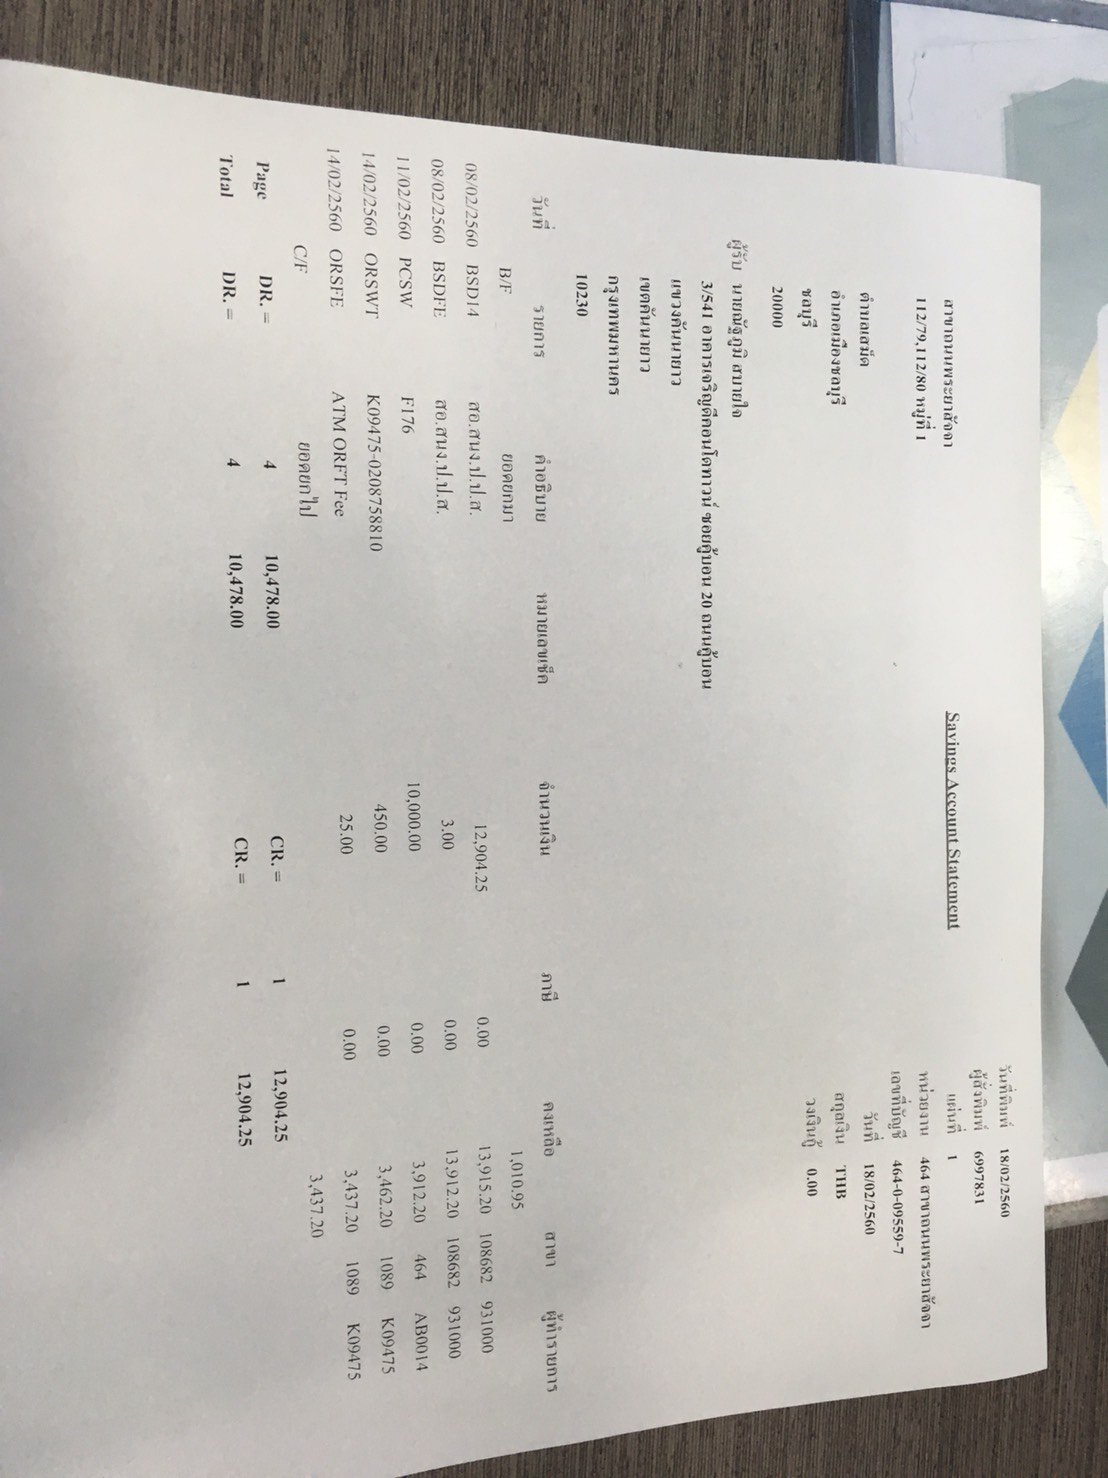 Savings Account Statement
สาขาถนนพระยาสัจจา
112/79,112/80 หมู่ที่ 1
ตำบลเสม็ด
อำเภอเมืองชลบุรี
ชลบุรี
20000
วันที่พิมพ์ 18/02/2560
ผู้สั่งพิมพ์ 6997831
แผ่นที่ 1
หน่วยงาน 464 สาขาถนนพระยาสัจจา
เลขที่บัญชี 464-0-09559-7
วันที่ 18/02/2560
สกุลเงิน THB
วงเงินกู้ 0.00
ผู้รับ นายณัฐภูมิ สบายใจ
3/541 อาคารเจริญดีคอนโดทาวน์ ซอยคู้บอน 20 ถนนคู้บอน
แขวงคันนายาว
เขตคันนายาว
กรุงเทพมหานคร
10230
วันที่ รายการ คำอธิบาย หมายเลขเช็ค จำนวนเงิน ภาษี คงเหลือ สาขา ผู้ทำรายการ
B/F ยอดยกมา 1,010.95
08/02/2560 BSD14 สอ.สนง.ป.ป.ส. 12,904.25 0.00 13,915.20 108682 931000
08/02/2560 BSDFE สอ.สนง.ป.ป.ส. 3.00 0.00 13,912.20 108682 931000
11/02/2560 PCSW F176 10,000.00 0.00 3,912.20 464 AB0014
14/02/2560 ORSWT K09475-0208758810 450.00 0.00 3,462.20 1089 K09475
14/02/2560 ORSFE ATM ORFT Fee 25.00 0.00 3,437.20 1089 K09475
C/F ยอดยกไป 3,437.20
Page DR. = 4 10,478.00 CR. = 1 12,904.25
Total DR. = 4 10,478.00 CR. = 1 12,904.25